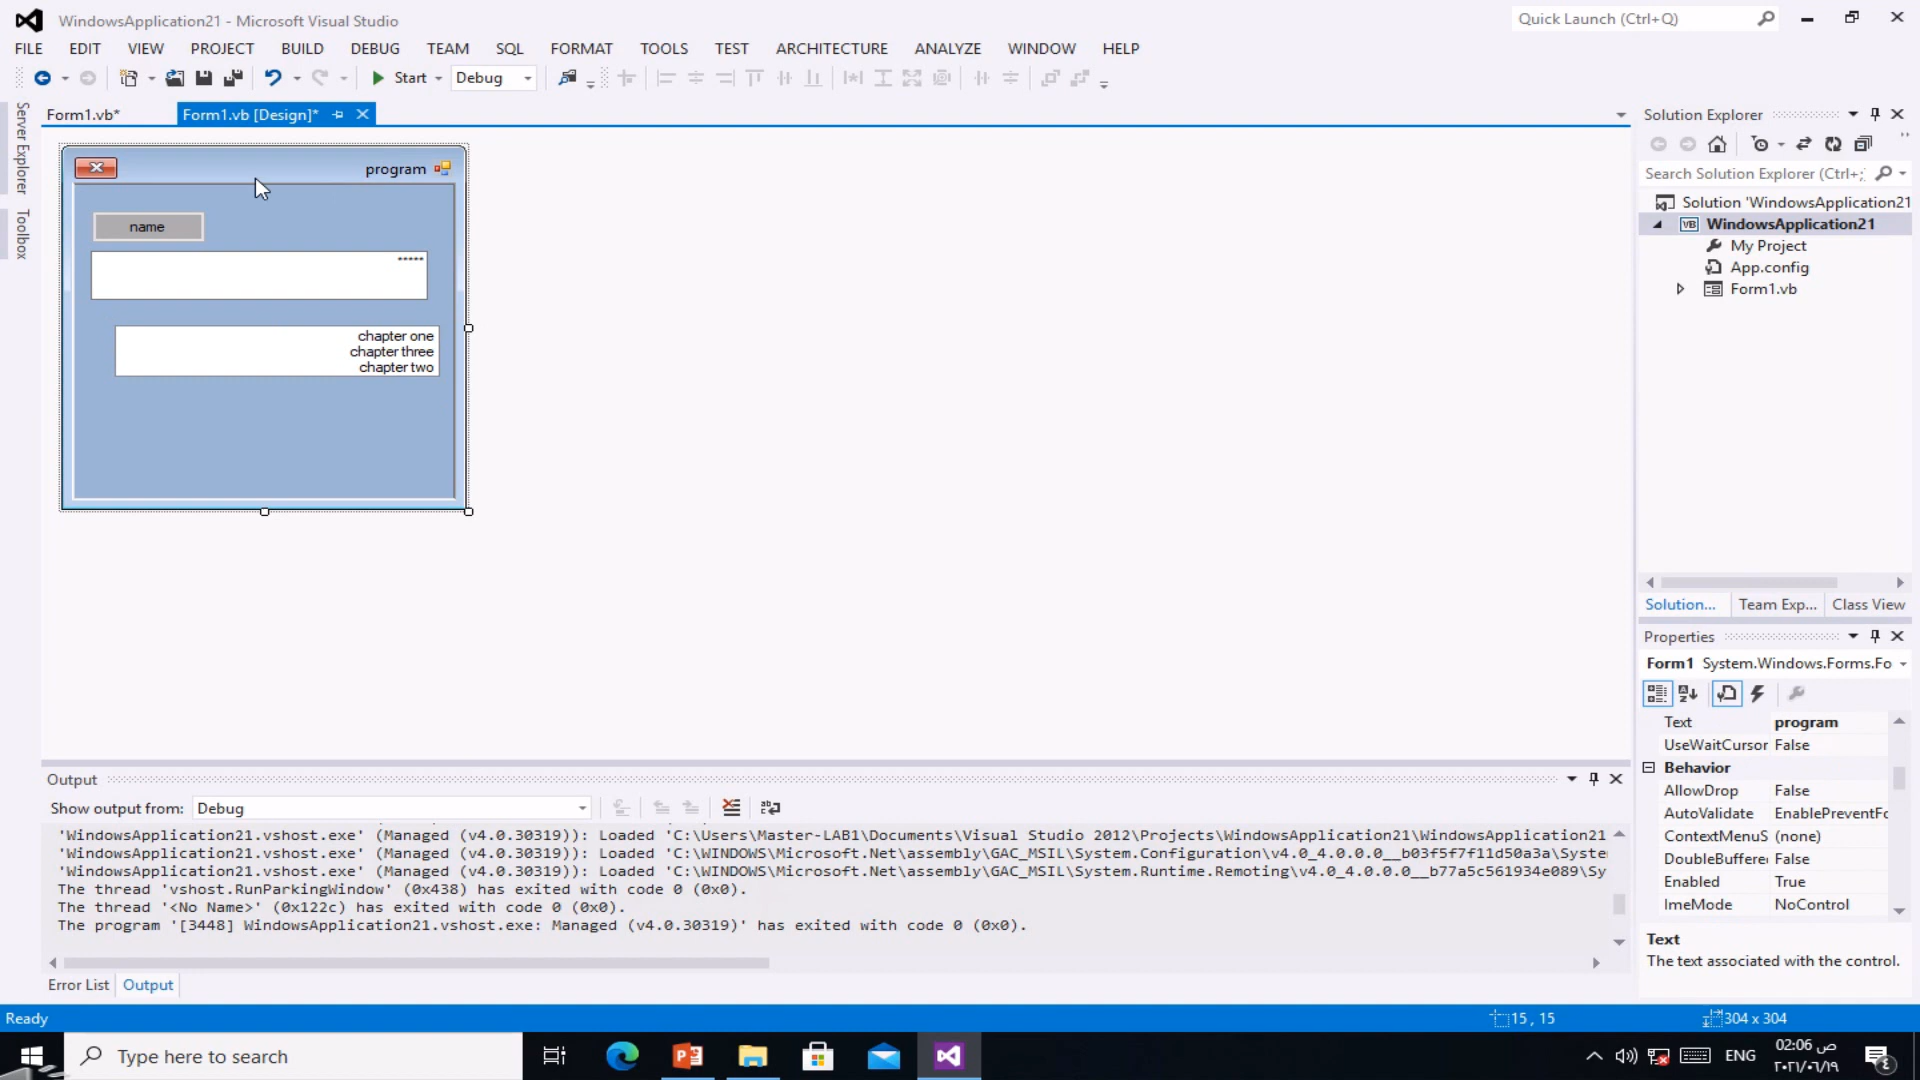 WindowsApplication21 - Microsoft Visual Studio
Quick Launch (Ctrl+Q)
FILE EDIT VIEW PROJECT BUILD DEBUG TEAM SQL FORMAT TOOLS TEST ARCHITECTURE ANALYZE WINDOW HELP
Start Debug
Server Explorer
Toolbox
Form1.vb*
Form1.vb [Design]*
program
name
*****
chapter one
chapter three
chapter two
Solution Explorer
Search Solution Explorer (Ctrl+;
Solution 'WindowsApplication21
WindowsApplication21
My Project
App.config
Form1.vb
Solution... Team Exp... Class View
Properties
Form1 System.Windows.Forms.Fo
Text program
UseWaitCursor False
Behavior
AllowDrop False
AutoValidate EnablePreventFo
ContextMenuS (none)
DoubleBuffere False
Enabled True
ImeMode NoControl
Text
The text associated with the control.
Output
Show output from: Debug
'WindowsApplication21.vshost.exe' (Managed (v4.0.30319)): Loaded 'C:\Users\Master-LAB1\Documents\Visual Studio 2012\Projects\WindowsApplication21\WindowsApplication21
'WindowsApplication21.vshost.exe' (Managed (v4.0.30319)): Loaded 'C:\WINDOWS\Microsoft.Net\assembly\GAC_MSIL\System.Configuration\v4.0_4.0.0.0__b03f5f7f11d50a3a\Syste
'WindowsApplication21.vshost.exe' (Managed (v4.0.30319)): Loaded 'C:\WINDOWS\Microsoft.Net\assembly\GAC_MSIL\System.Runtime.Remoting\v4.0_4.0.0.0__b77a5c561934e089\Sy
The thread 'vshost.RunParkingWindow' (0x438) has exited with code 0 (0x0).
The thread '<No Name>' (0x122c) has exited with code 0 (0x0).
The program '[3448] WindowsApplication21.vshost.exe: Managed (v4.0.30319)' has exited with code 0 (0x0).
Error List Output
Ready
15, 15
304 x 304
Type here to search
ENG
02:06 ص
٢٠٢١/٠٦/١٩
٤